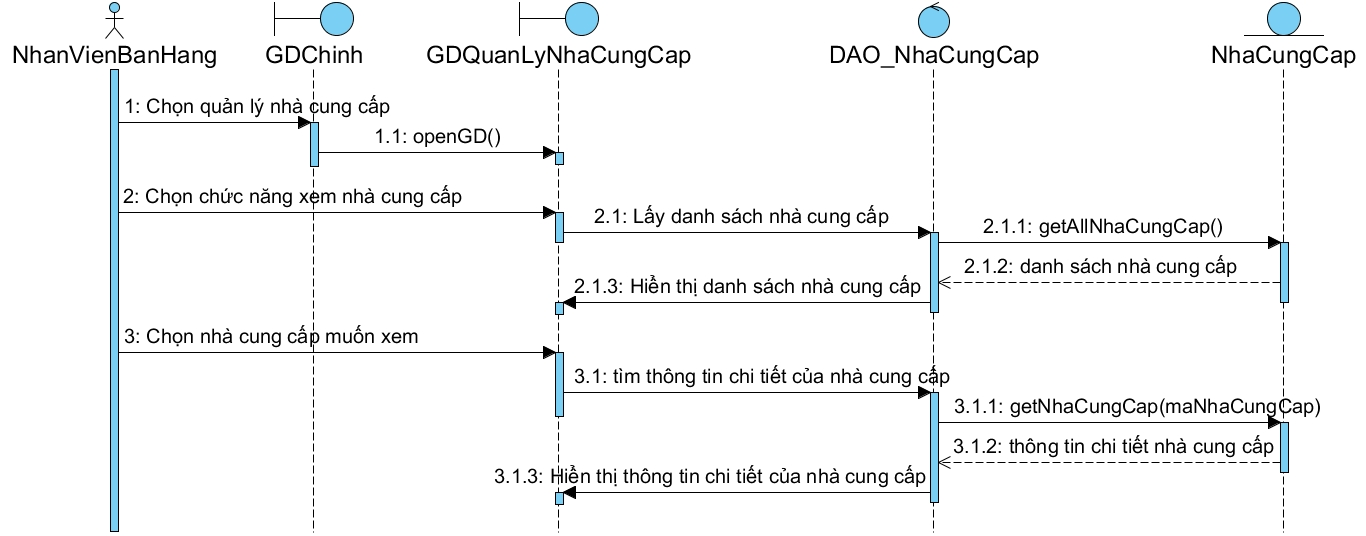 NhanVienBanHang
GDChinh
GDQuanLyNhaCungCap
DAO_NhaCungCap
NhaCungCap
1: Chọn quản lý nhà cung cấp
1.1: openGD()
2: Chọn chức năng xem nhà cung cấp
2.1: Lấy danh sách nhà cung cấp
2.1.1: getAllNhaCungCap()
2.1.2: danh sách nhà cung cấp
2.1.3: Hiển thị danh sách nhà cung cấp
3: Chọn nhà cung cấp muốn xem
3.1: tìm thông tin chi tiết của nhà cung cấp
3.1.1: getNhaCungCap(maNhaCungCap)
3.1.2: thông tin chi tiết nhà cung cấp
3.1.3: Hiển thị thông tin chi tiết của nhà cung cấp